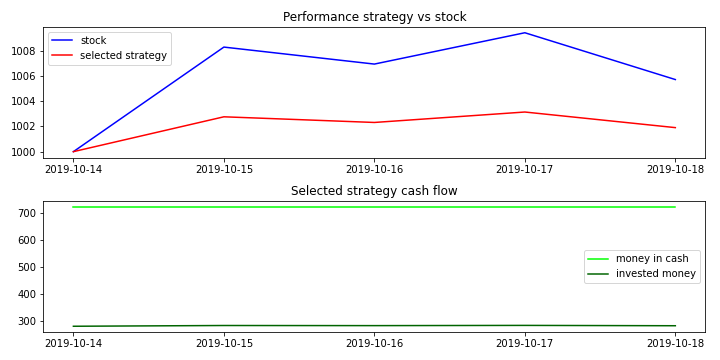 Performance strategy vs stock
stock
selected strategy
1008
1006
1004
1002
1000
2019-10-14 2019-10-15 2019-10-16 2019-10-17 2019-10-18
Selected strategy cash flow
700
600
money in cash
500
invested money
400
300
2019-10-14 2019-10-15 2019-10-16 2019-10-17 2019-10-18